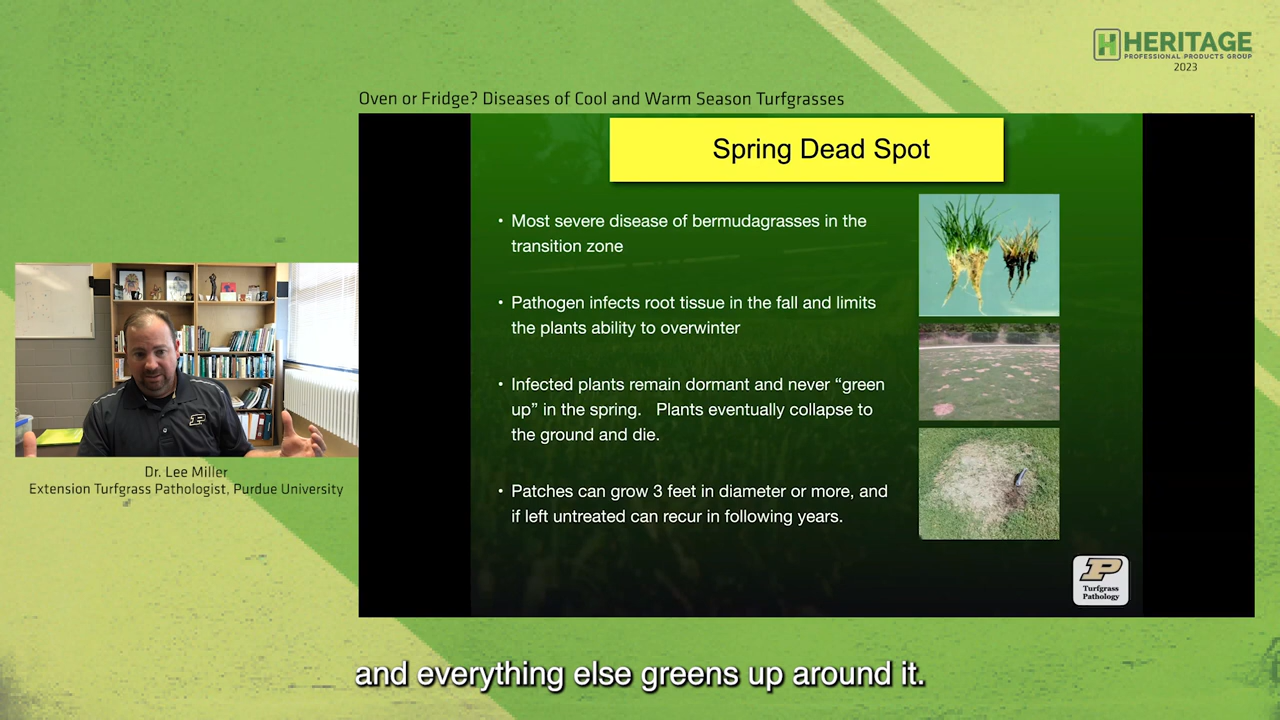 HERITAGE
PROFESSIONAL PRODUCTS GROUP
2023
Oven or Fridge? Diseases of Cool and Warm Season Turfgrasses
Spring Dead Spot
• Most severe disease of bermudagrasses in the
transition zone
• Pathogen infects root tissue in the fall and limits
the plants ability to overwinter
• Infected plants remain dormant and never “green
up” in the spring. Plants eventually collapse to
the ground and die.
• Patches can grow 3 feet in diameter or more, and
if left untreated can recur in following years.
P
Dr. Lee Miller
Extension Turfgrass Pathologist, Purdue University
P
Turfgrass
Pathology
and everything else greens up around it.